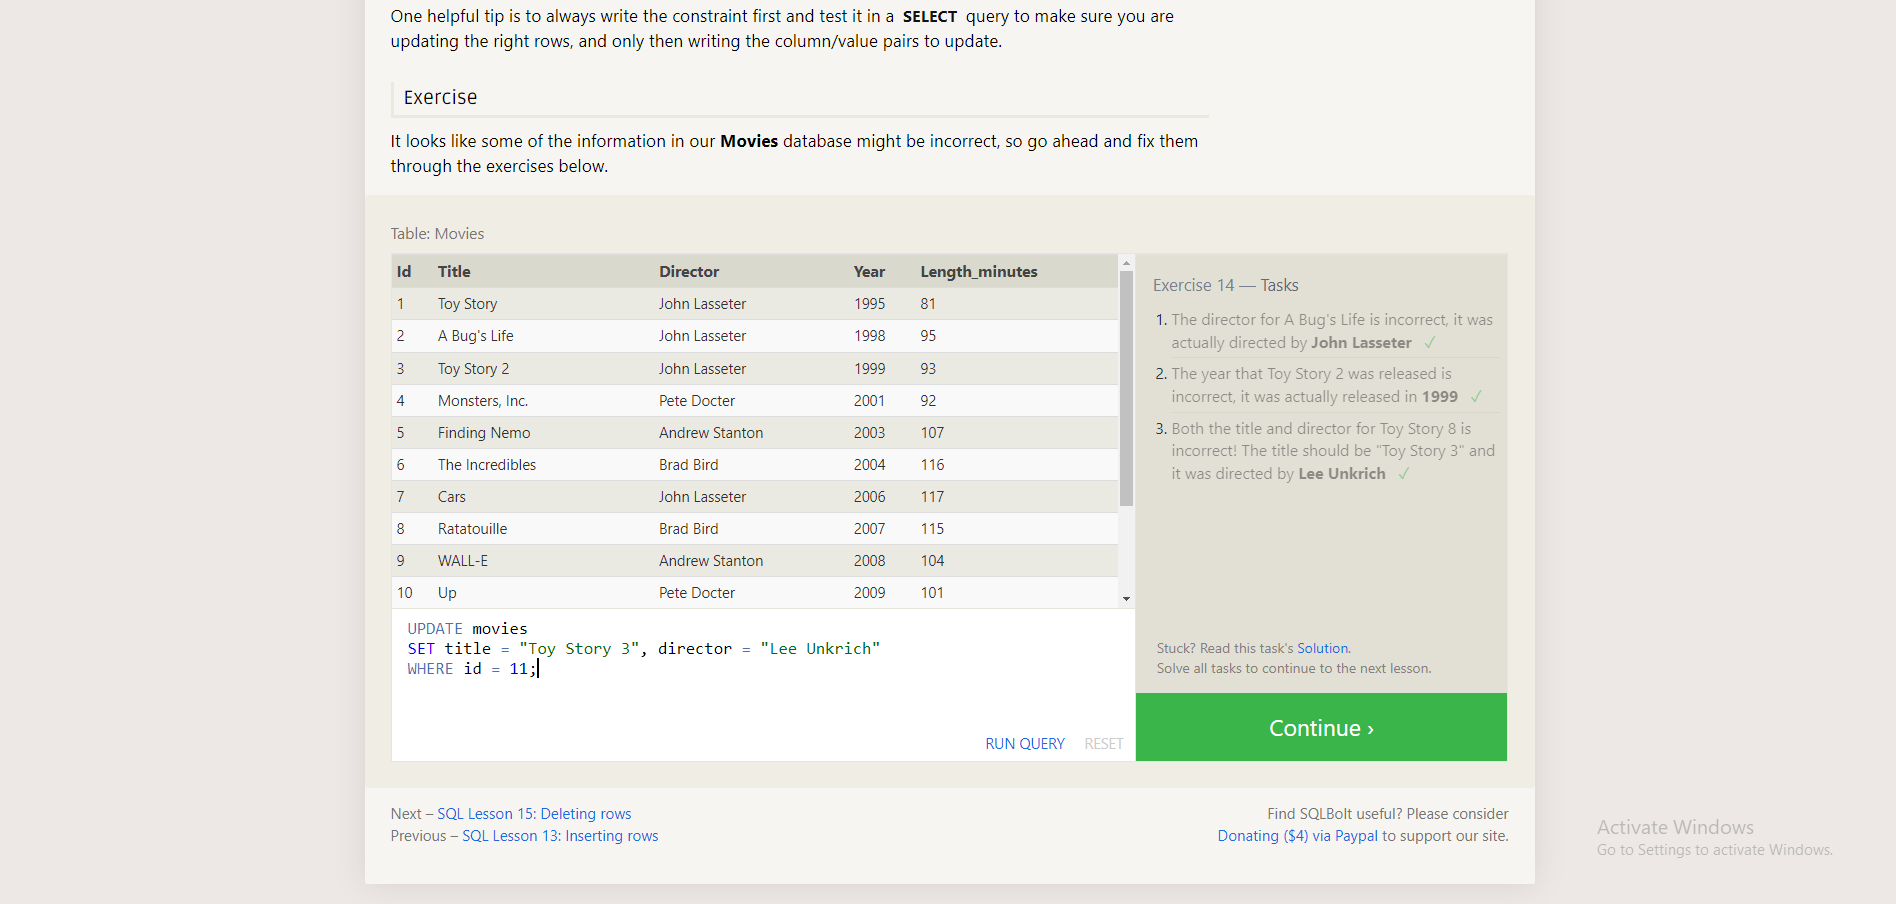 One helpful tip is to always write the constraint first and test it in a SELECT query to make sure you are
updating the right rows, and only then writing the column/value pairs to update.
Exercise
It looks like some of the information in our Movies database might be incorrect, so go ahead and fix them
through the exercises below.
Table: Movies
Id Title Director Year Length_minutes
1 Toy Story John Lasseter 1995 81
2 A Bug's Life John Lasseter 1998 95
3 Toy Story 2 John Lasseter 1999 93
4 Monsters, Inc. Pete Docter 2001 92
5 Finding Nemo Andrew Stanton 2003 107
6 The Incredibles Brad Bird 2004 116
7 Cars John Lasseter 2006 117
8 Ratatouille Brad Bird 2007 115
9 WALL-E Andrew Stanton 2008 104
10 Up Pete Docter 2009 101
UPDATE movies
SET title = "Toy Story 3", director = "Lee Unkrich"
WHERE id = 11;
RUN QUERY RESET
Exercise 14 — Tasks
1. The director for A Bug's Life is incorrect, it was
actually directed by John Lasseter ✓
2. The year that Toy Story 2 was released is
incorrect, it was actually released in 1999 ✓
3. Both the title and director for Toy Story 8 is
incorrect! The title should be "Toy Story 3" and
it was directed by Lee Unkrich ✓
Stuck? Read this task's Solution.
Solve all tasks to continue to the next lesson.
Continue ›
Next – SQL Lesson 15: Deleting rows
Previous – SQL Lesson 13: Inserting rows
Find SQLBolt useful? Please consider
Donating ($4) via Paypal to support our site.
Activate Windows
Go to Settings to activate Windows.